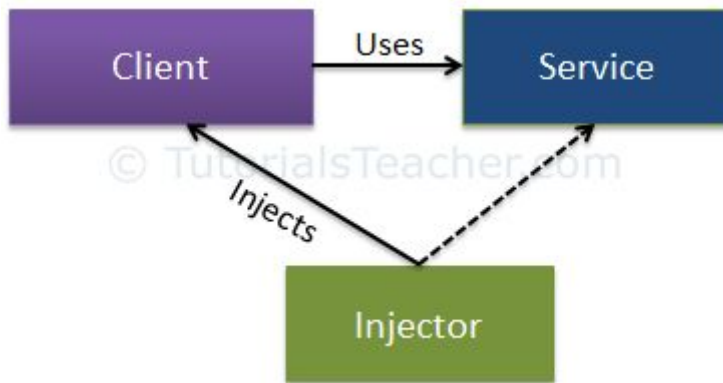 Client
Uses
Service
© TutorialsTeacher.com
Injects
Injector